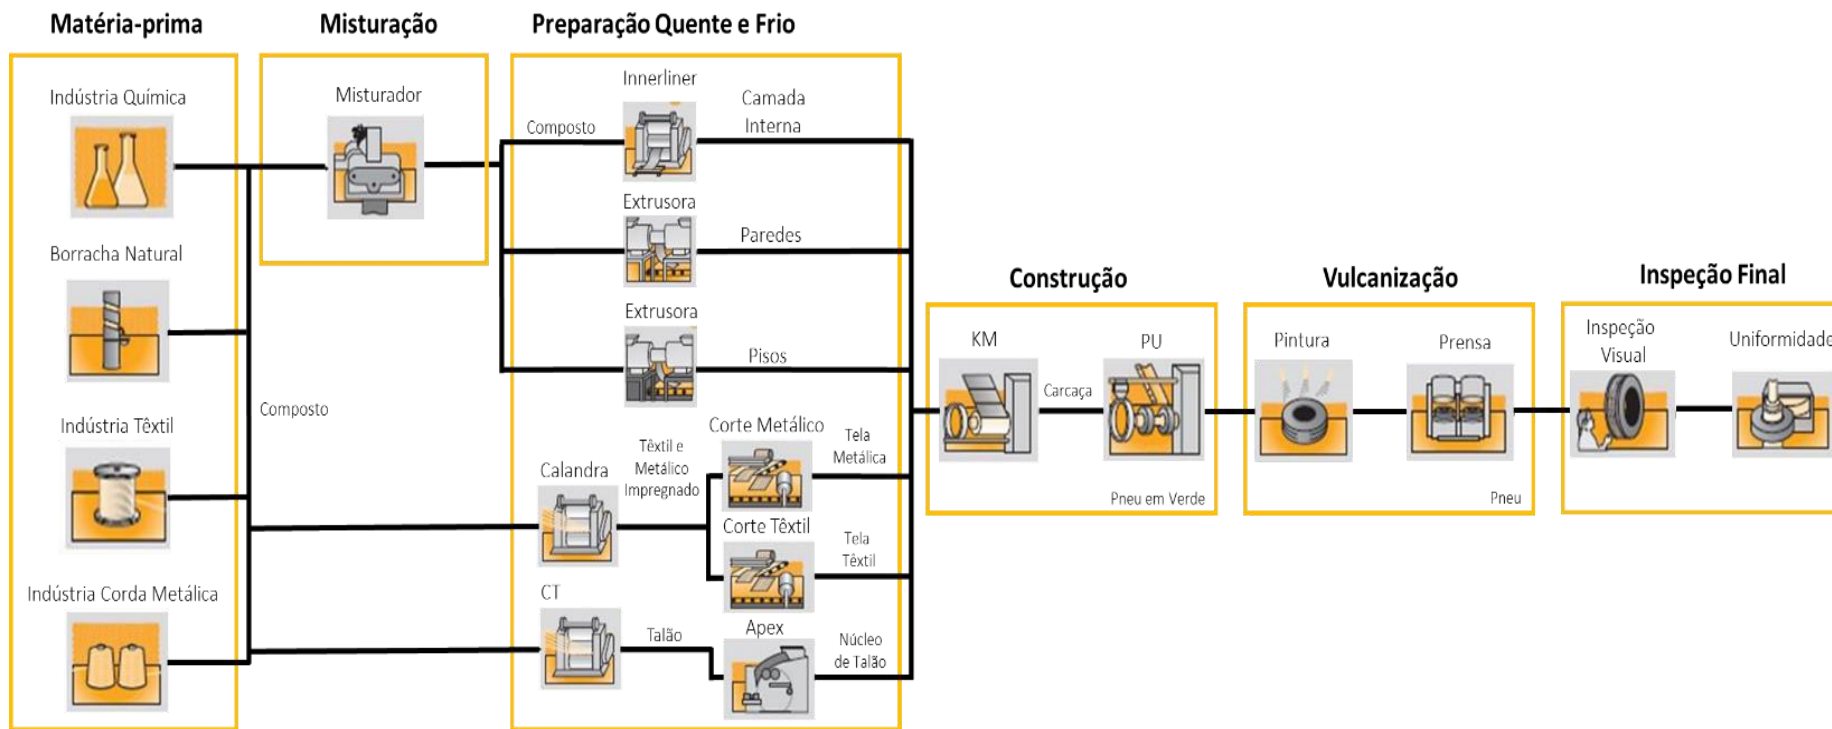 Matéria-prima
Misturação
Preparação Quente e Frio
Indústria Química
Borracha Natural
Indústria Têxtil
Indústria Corda Metálica
Misturador
Composto
Composto
Innerliner
Camada
Interna
Extrusora
Paredes
Extrusora
Pisos
Calandra
Têxtil e
Metálico
Impregnado
Corte Metálico
Tela
Metálica
Corte Têxtil
Tela
Têxtil
CT
Talão
Apex
Núcleo
de Talão
Construção
KM
Carcaça
PU
Pneu em Verde
Vulcanização
Pintura
Prensa
Pneu
Inspeção Final
Inspeção
Visual
Uniformidade